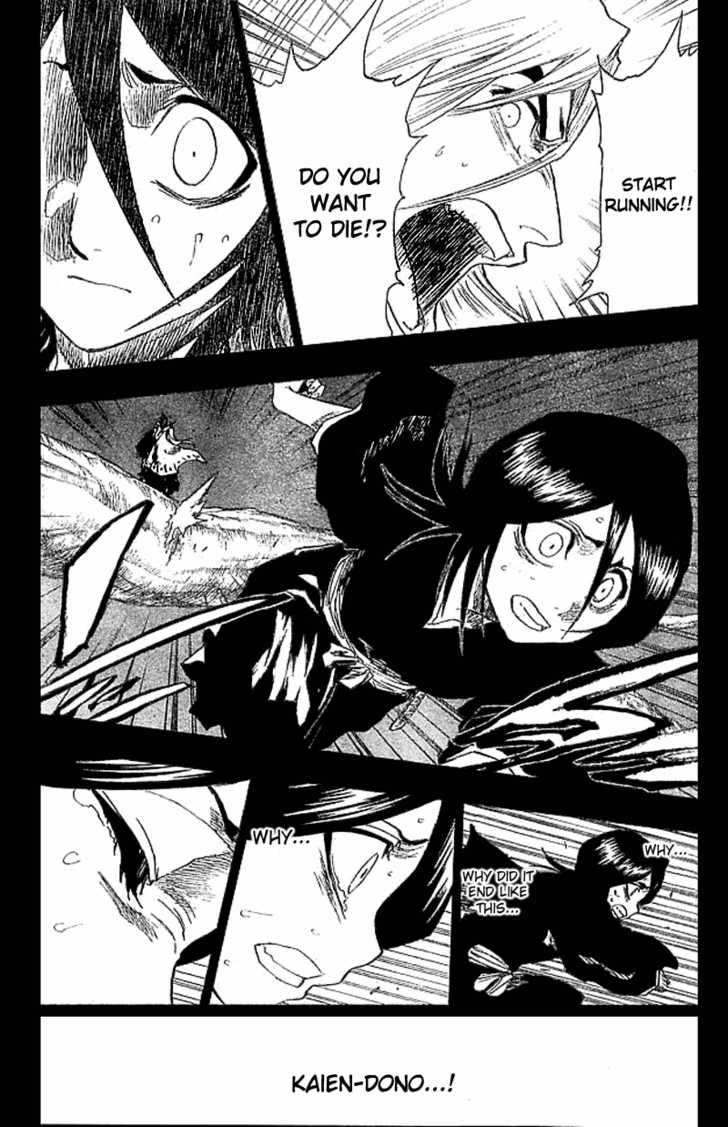 START
RUNNING!!
DO YOU
WANT
TO DIE!?
WHY...
WHY DID IT
END LIKE
THIS...
WHY...
KAIEN-DONO...!